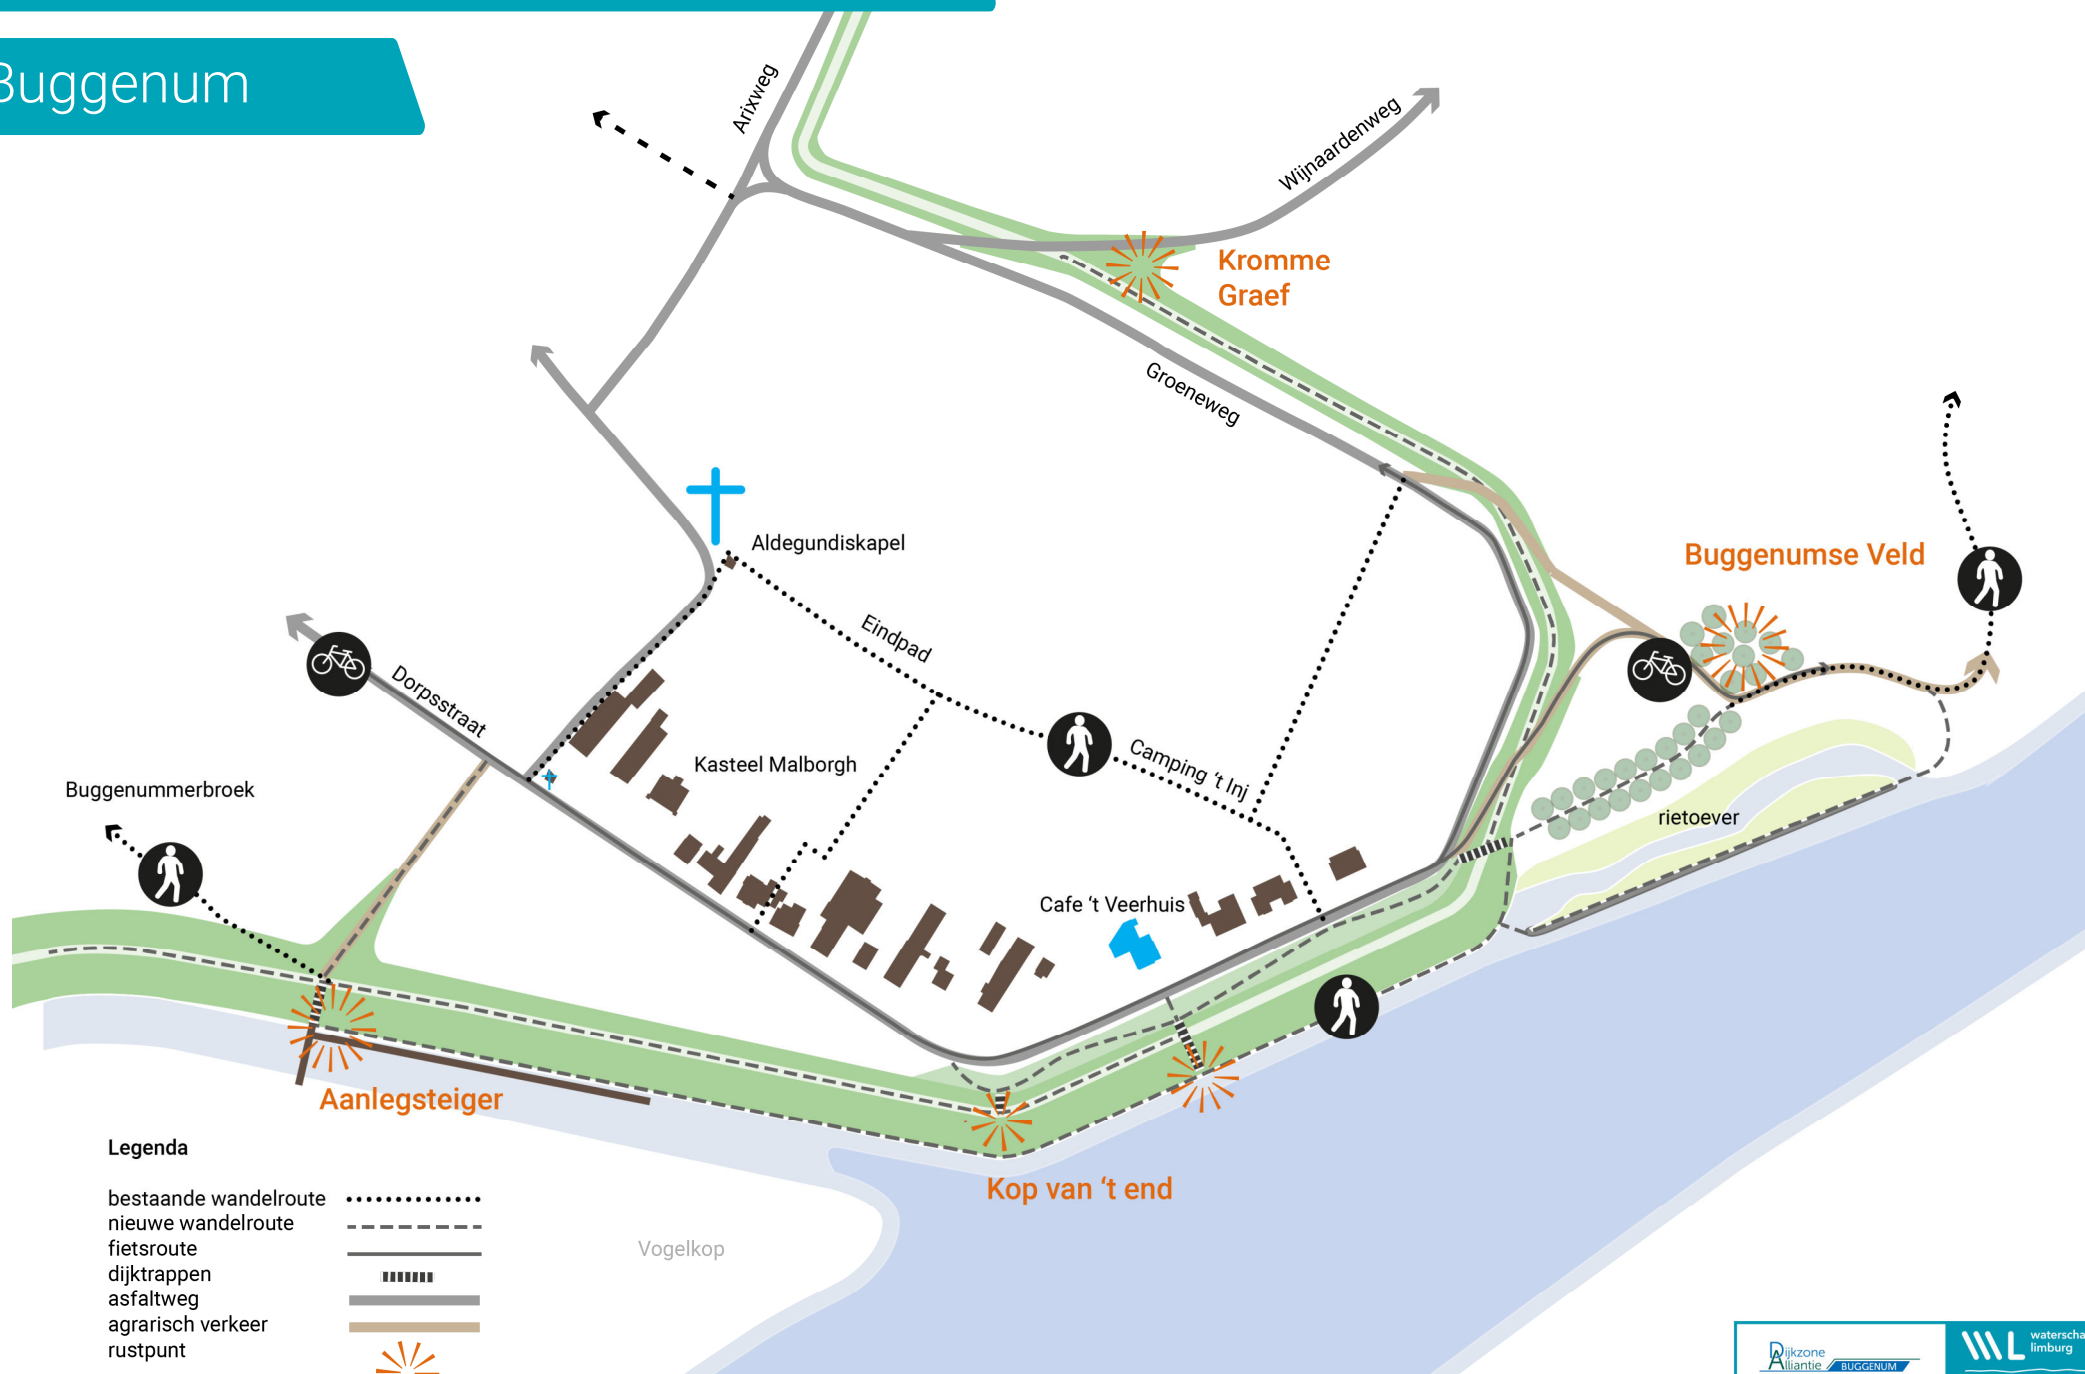 Buggenum
Arixweg
Wijnaardenweg
Kromme
Graef
Groeneweg
Aldegundiskapel
Buggenumse Veld
Eindpad
Dorpsstraat
Camping ‘t Inj
Kasteel Malborgh
Buggenummerbroek
rietoever
Cafe ‘t Veerhuis
Aanlegsteiger
Kop van ‘t end
Vogelkop
Legenda
bestaande wandelroute
nieuwe wandelroute
fietsroute
dijktrappen
asfaltweg
agrarisch verkeer
rustpunt
Dijkzone
Alliantie BUGGENUM
WL
waterscha
limburg